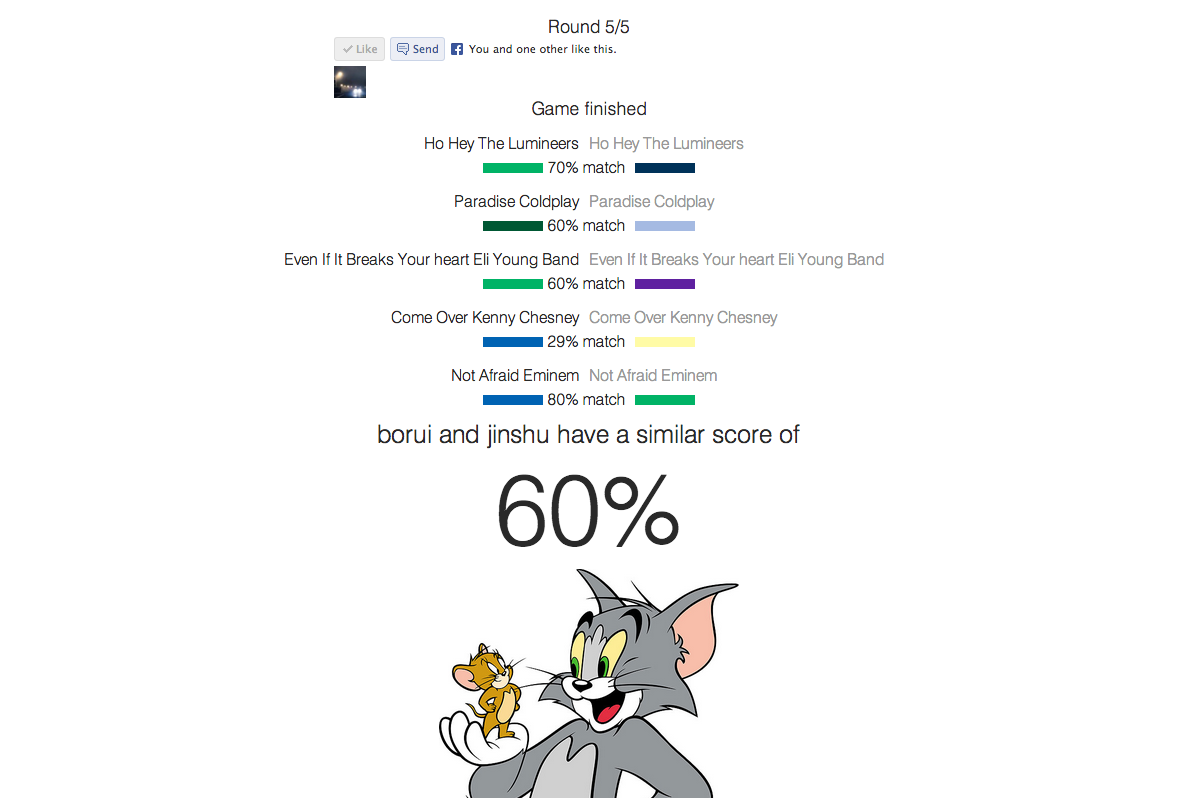 Round 5/5
Like Send You and one other like this.
Game finished
Ho Hey The Lumineers Ho Hey The Lumineers
70% match
Paradise Coldplay Paradise Coldplay
60% match
Even If It Breaks Your heart Eli Young Band Even If It Breaks Your heart Eli Young Band
60% match
Come Over Kenny Chesney Come Over Kenny Chesney
29% match
Not Afraid Eminem Not Afraid Eminem
80% match
borui and jinshu have a similar score of
60%